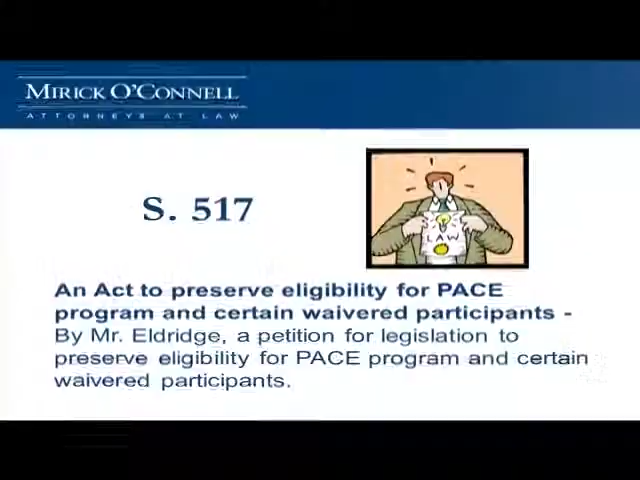 MIRICK O'CONNELL
ATTORNEYS AT LAW
S. 517
LAW
An Act to preserve eligibility for PACE
program and certain waivered participants -
By Mr. Eldridge, a petition for legislation to
preserve eligibility for PACE program and certain
waivered participants.